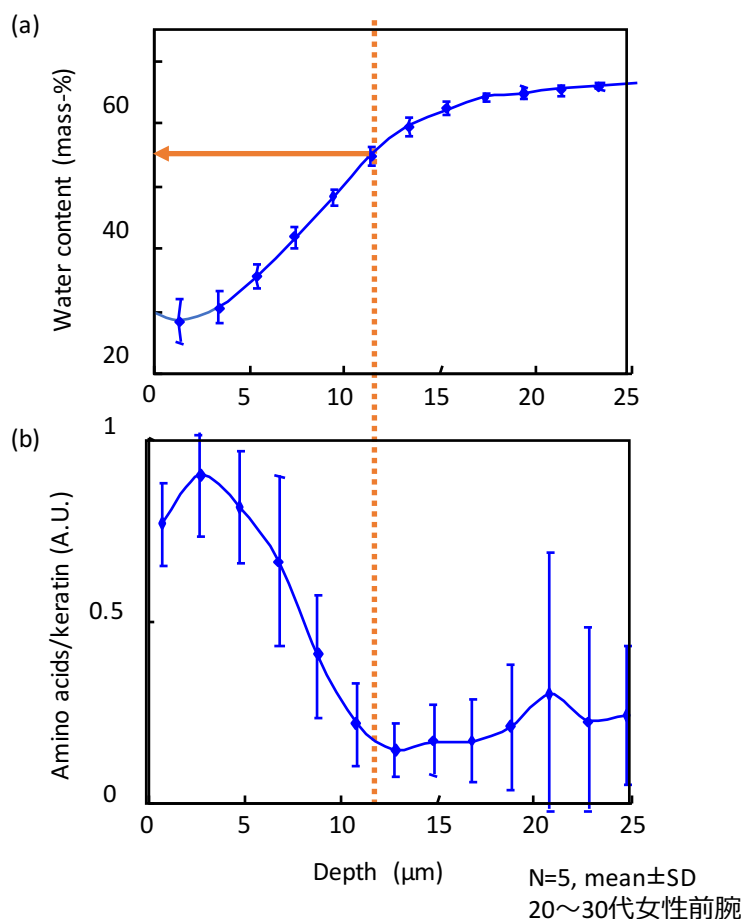 (a)
Water content (mass-%)
60
40
20
0
5
10
15
20
25
(b)
Amino acids/keratin (A.U.)
1
0.5
0
0
5
10
15
20
25
Depth (μm)
N=5, mean±SD
20～30代女性前腕